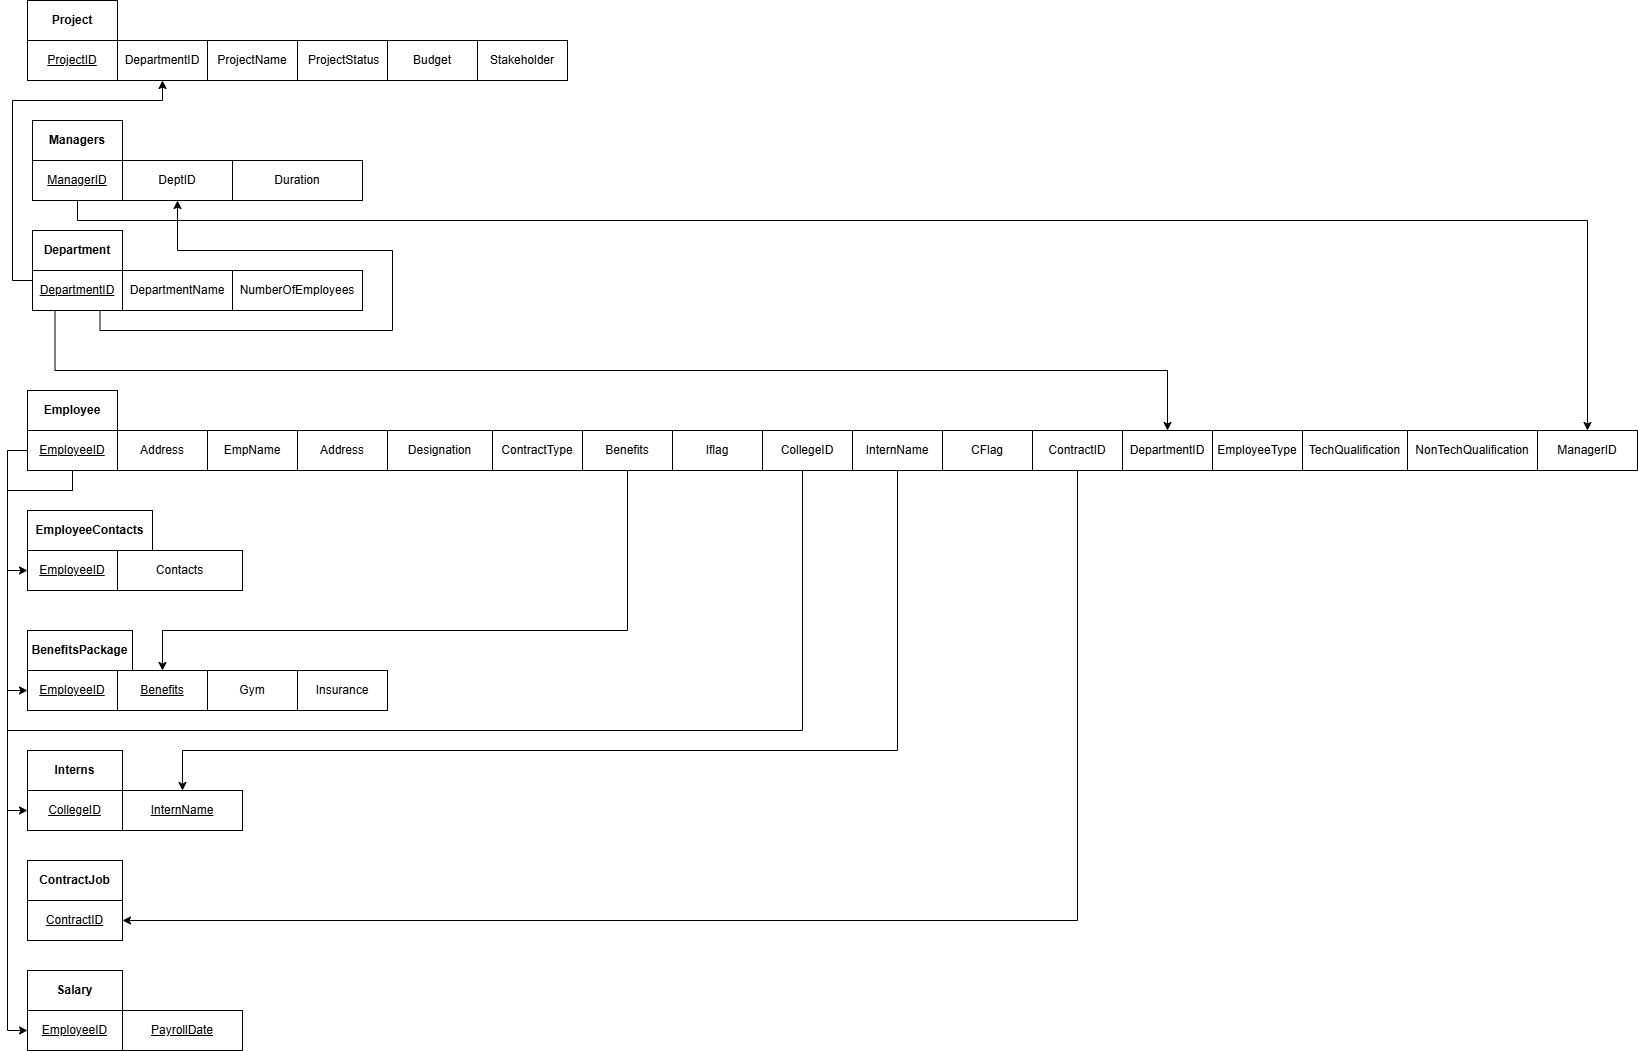 Project
ProjectID DepartmentID ProjectName ProjectStatus Budget Stakeholder
Managers
ManagerID DeptID Duration
Department
DepartmentID DepartmentName NumberOfEmployees
Employee
EmployeeID Address EmpName Address Designation ContractType Benefits Iflag CollegeID InternName CFlag ContractID DepartmentID EmployeeType TechQualification NonTechQualification ManagerID
EmployeeContacts
EmployeeID Contacts
BenefitsPackage
EmployeeID Benefits Gym Insurance
Interns
CollegeID InternName
ContractJob
ContractID
Salary
EmployeeID PayrollDate